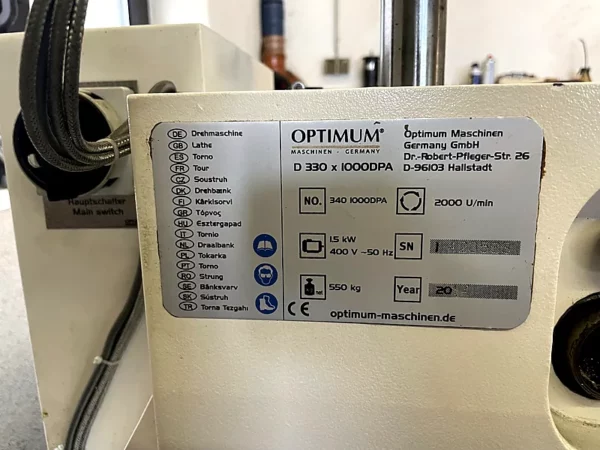 Hauptschalter
Main switch
DE Drehmaschine
GB Lathe
ES Torno
FR Tour
CZ Soustruh
DK Drehbænk
FI Kärkisorvi
GR Τόρνος
HU Esztergapad
IT Tornio
NL Draaibank
PL Tokarka
PT Torno
RO Strung
SE Bänksvarv
SK Sústruh
TR Torna Tezgahi
OPTIMUM®
MASCHINEN - GERMANY
D 330 x 1000DPA
Optimum Maschinen
Germany GmbH
Dr.-Robert-Pfleger-Str. 26
D-96103 Hallstadt
NO. 340 1000DPA
2000 U/min
1.5 kW
400 V ~50 Hz
SN
550 kg
Year 20
CE optimum-maschinen.de